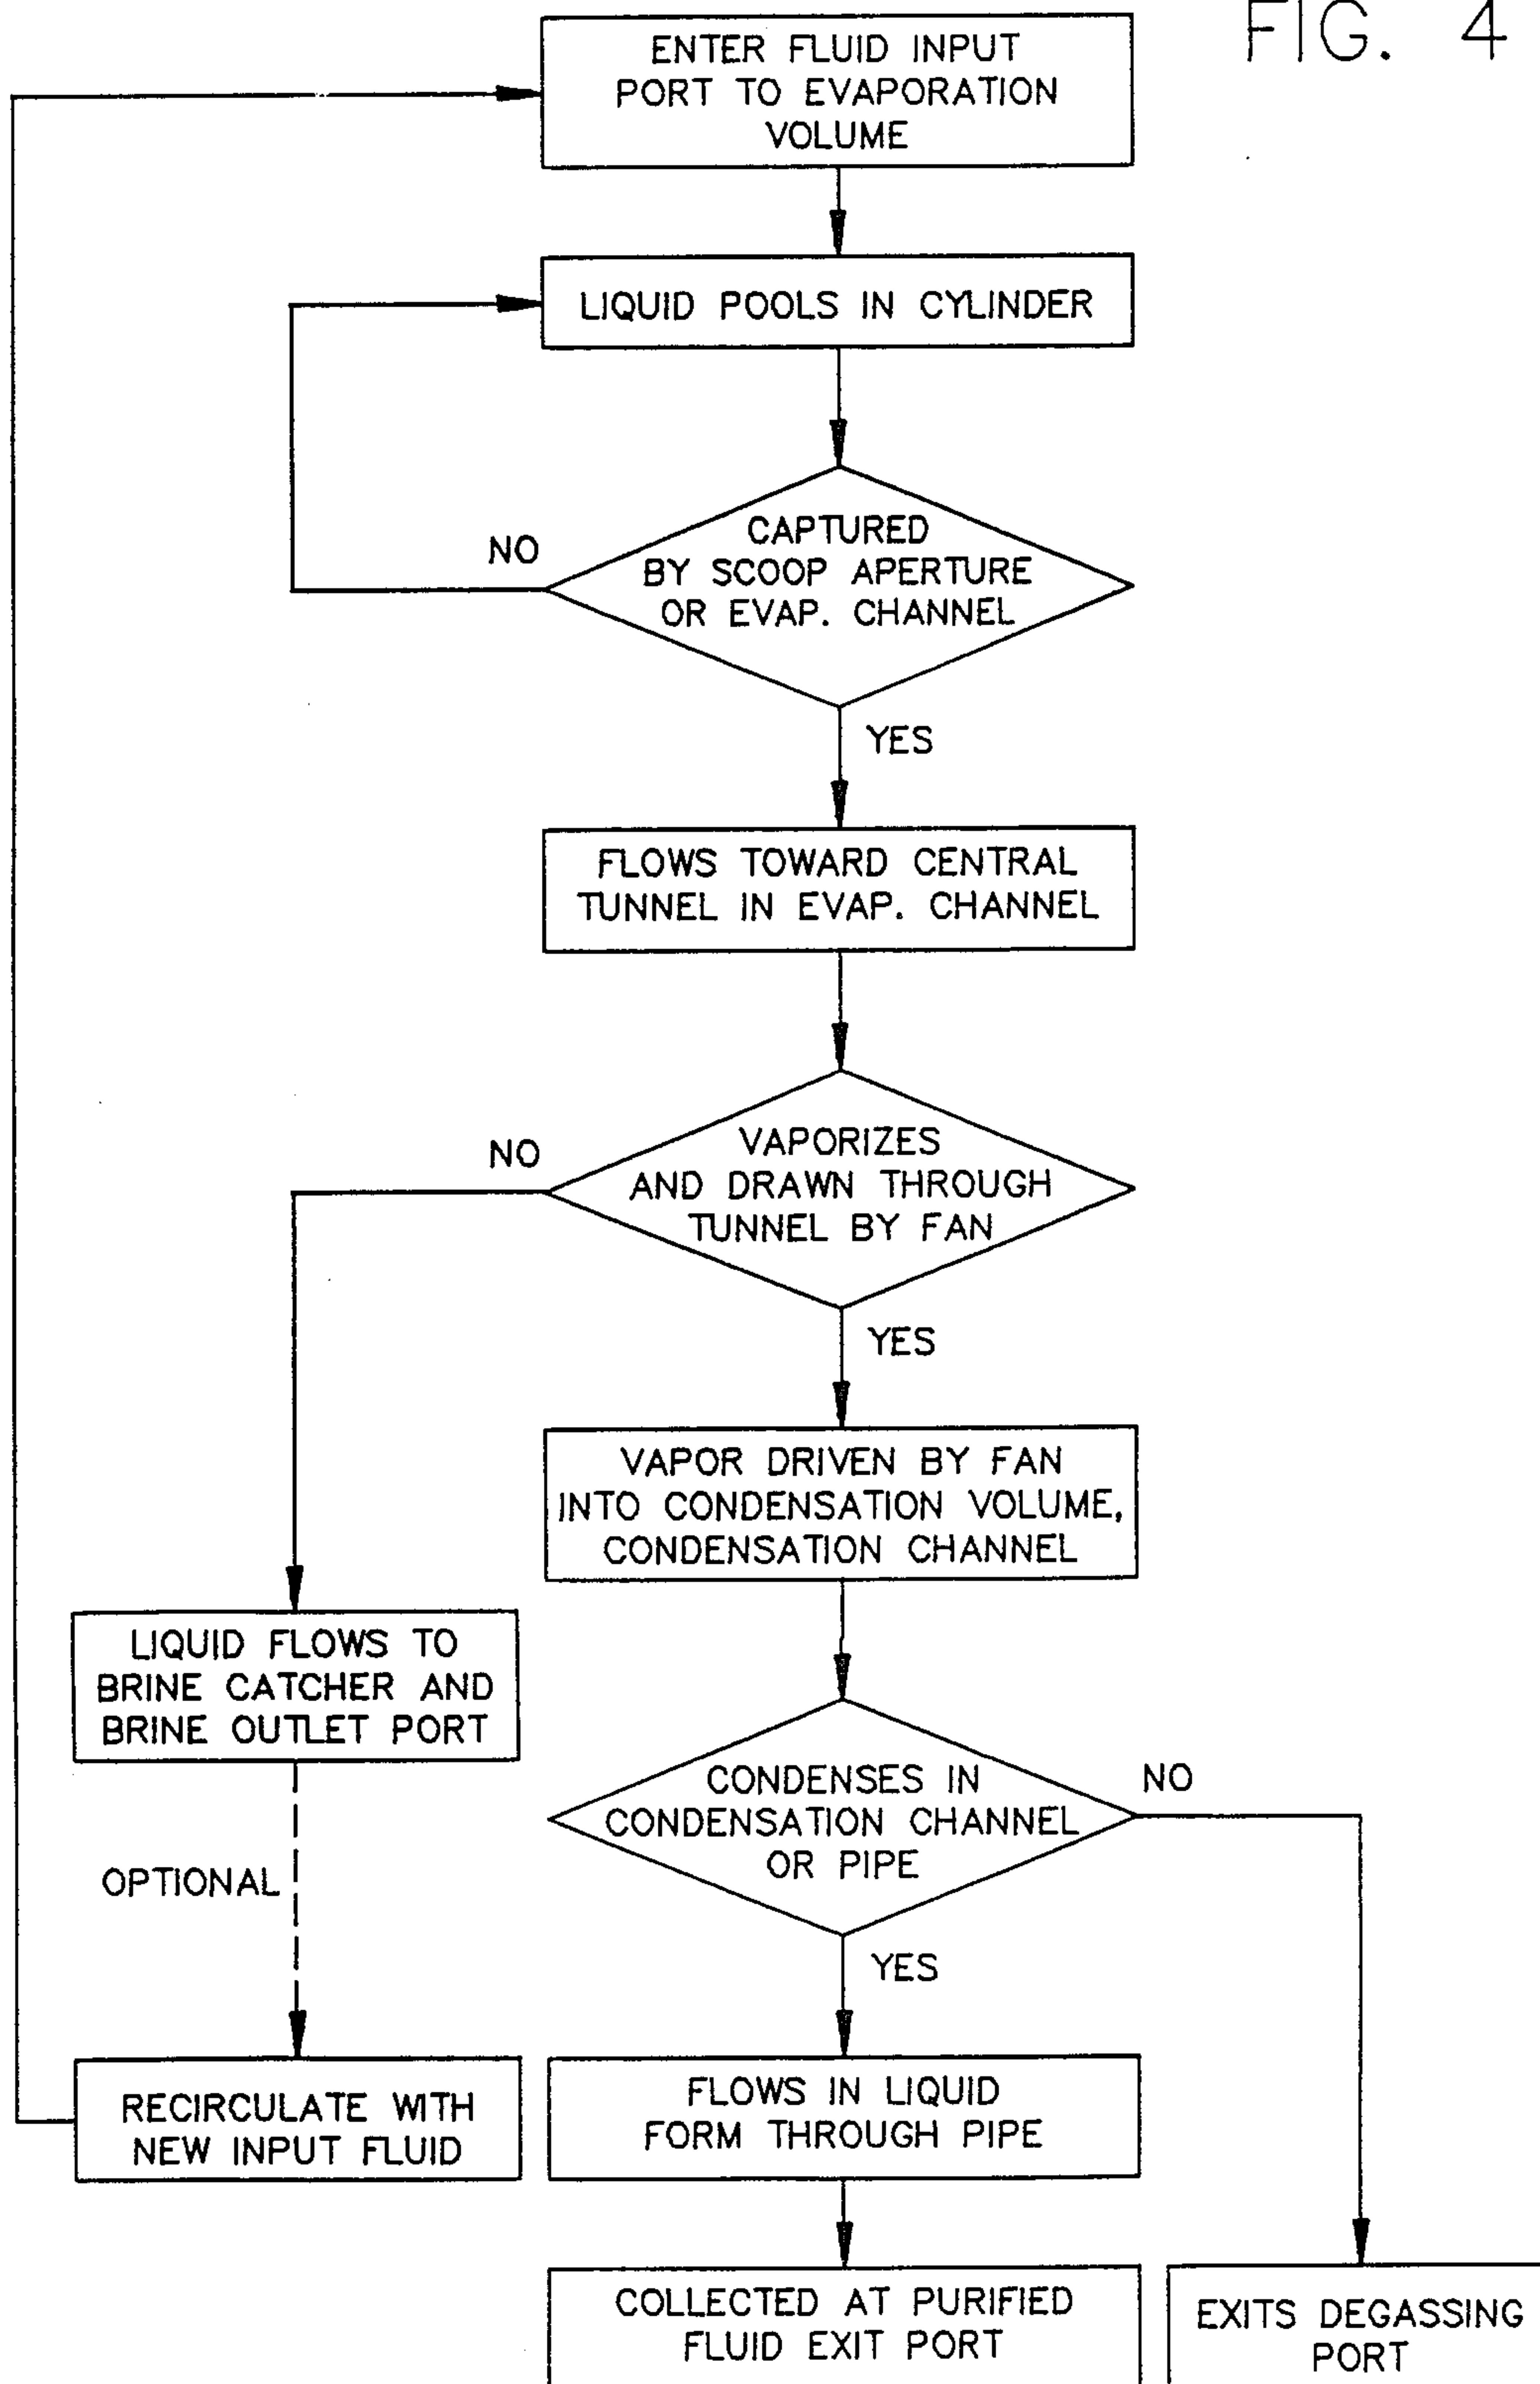 FIG. 4
ENTER FLUID INPUT
PORT TO EVAPORATION
VOLUME
LIQUID POOLS IN CYLINDER
CAPTURED
BY SCOOP APERTURE
OR EVAP. CHANNEL
NO
YES
FLOWS TOWARD CENTRAL
TUNNEL IN EVAP. CHANNEL
VAPORIZES
AND DRAWN THROUGH
TUNNEL BY FAN
NO
YES
VAPOR DRIVEN BY FAN
INTO CONDENSATION VOLUME,
CONDENSATION CHANNEL
LIQUID FLOWS TO
BRINE CATCHER AND
BRINE OUTLET PORT
CONDENSES IN
CONDENSATION CHANNEL
OR PIPE
NO
OPTIONAL
YES
RECIRCULATE WITH
NEW INPUT FLUID
FLOWS IN LIQUID
FORM THROUGH PIPE
COLLECTED AT PURIFIED
FLUID EXIT PORT
EXITS DEGASSING
PORT